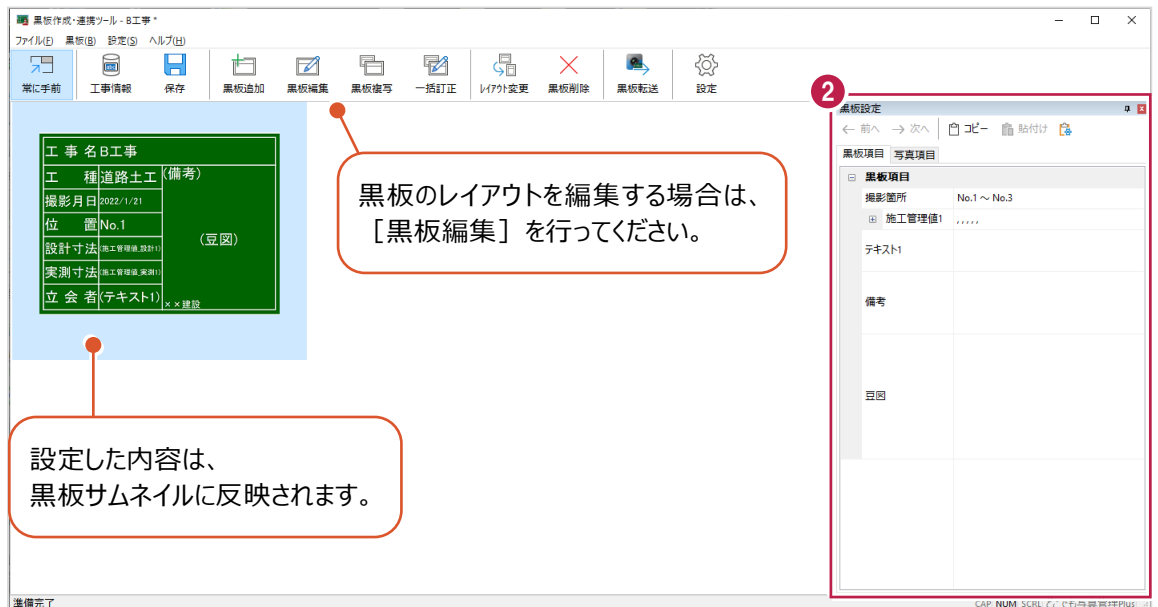 黒板作成・連携ツール - B工事 *
ファイル(F) 黒板(B) 設定(S) ヘルプ(H)
常に手前 工事情報 保存 黒板追加 黒板編集 黒板複写 一括訂正 レイアウト変更 黒板削除 黒板転送 設定
2
黒板設定
← 前へ → 次へ コピー 貼付け
黒板項目 写真項目
黒板項目
撮影箇所 No.1 ～ No.3
施工管理値1 , , , , ,
テキスト1
備考
豆図
工 事 名 B工事
工 種 道路土工 (備考)
撮影月日 2022/1/21
位 置 No.1
(豆図)
設計寸法 (施工管理値_設計1)
実測寸法 (施工管理値_実測1)
立 会 者 (テキスト1) ××建設
黒板のレイアウトを編集する場合は、
［黒板編集］を行ってください。
設定した内容は、
黒板サムネイルに反映されます。
準備完了
CAP NUM SCRL どこでも写真管理Plus